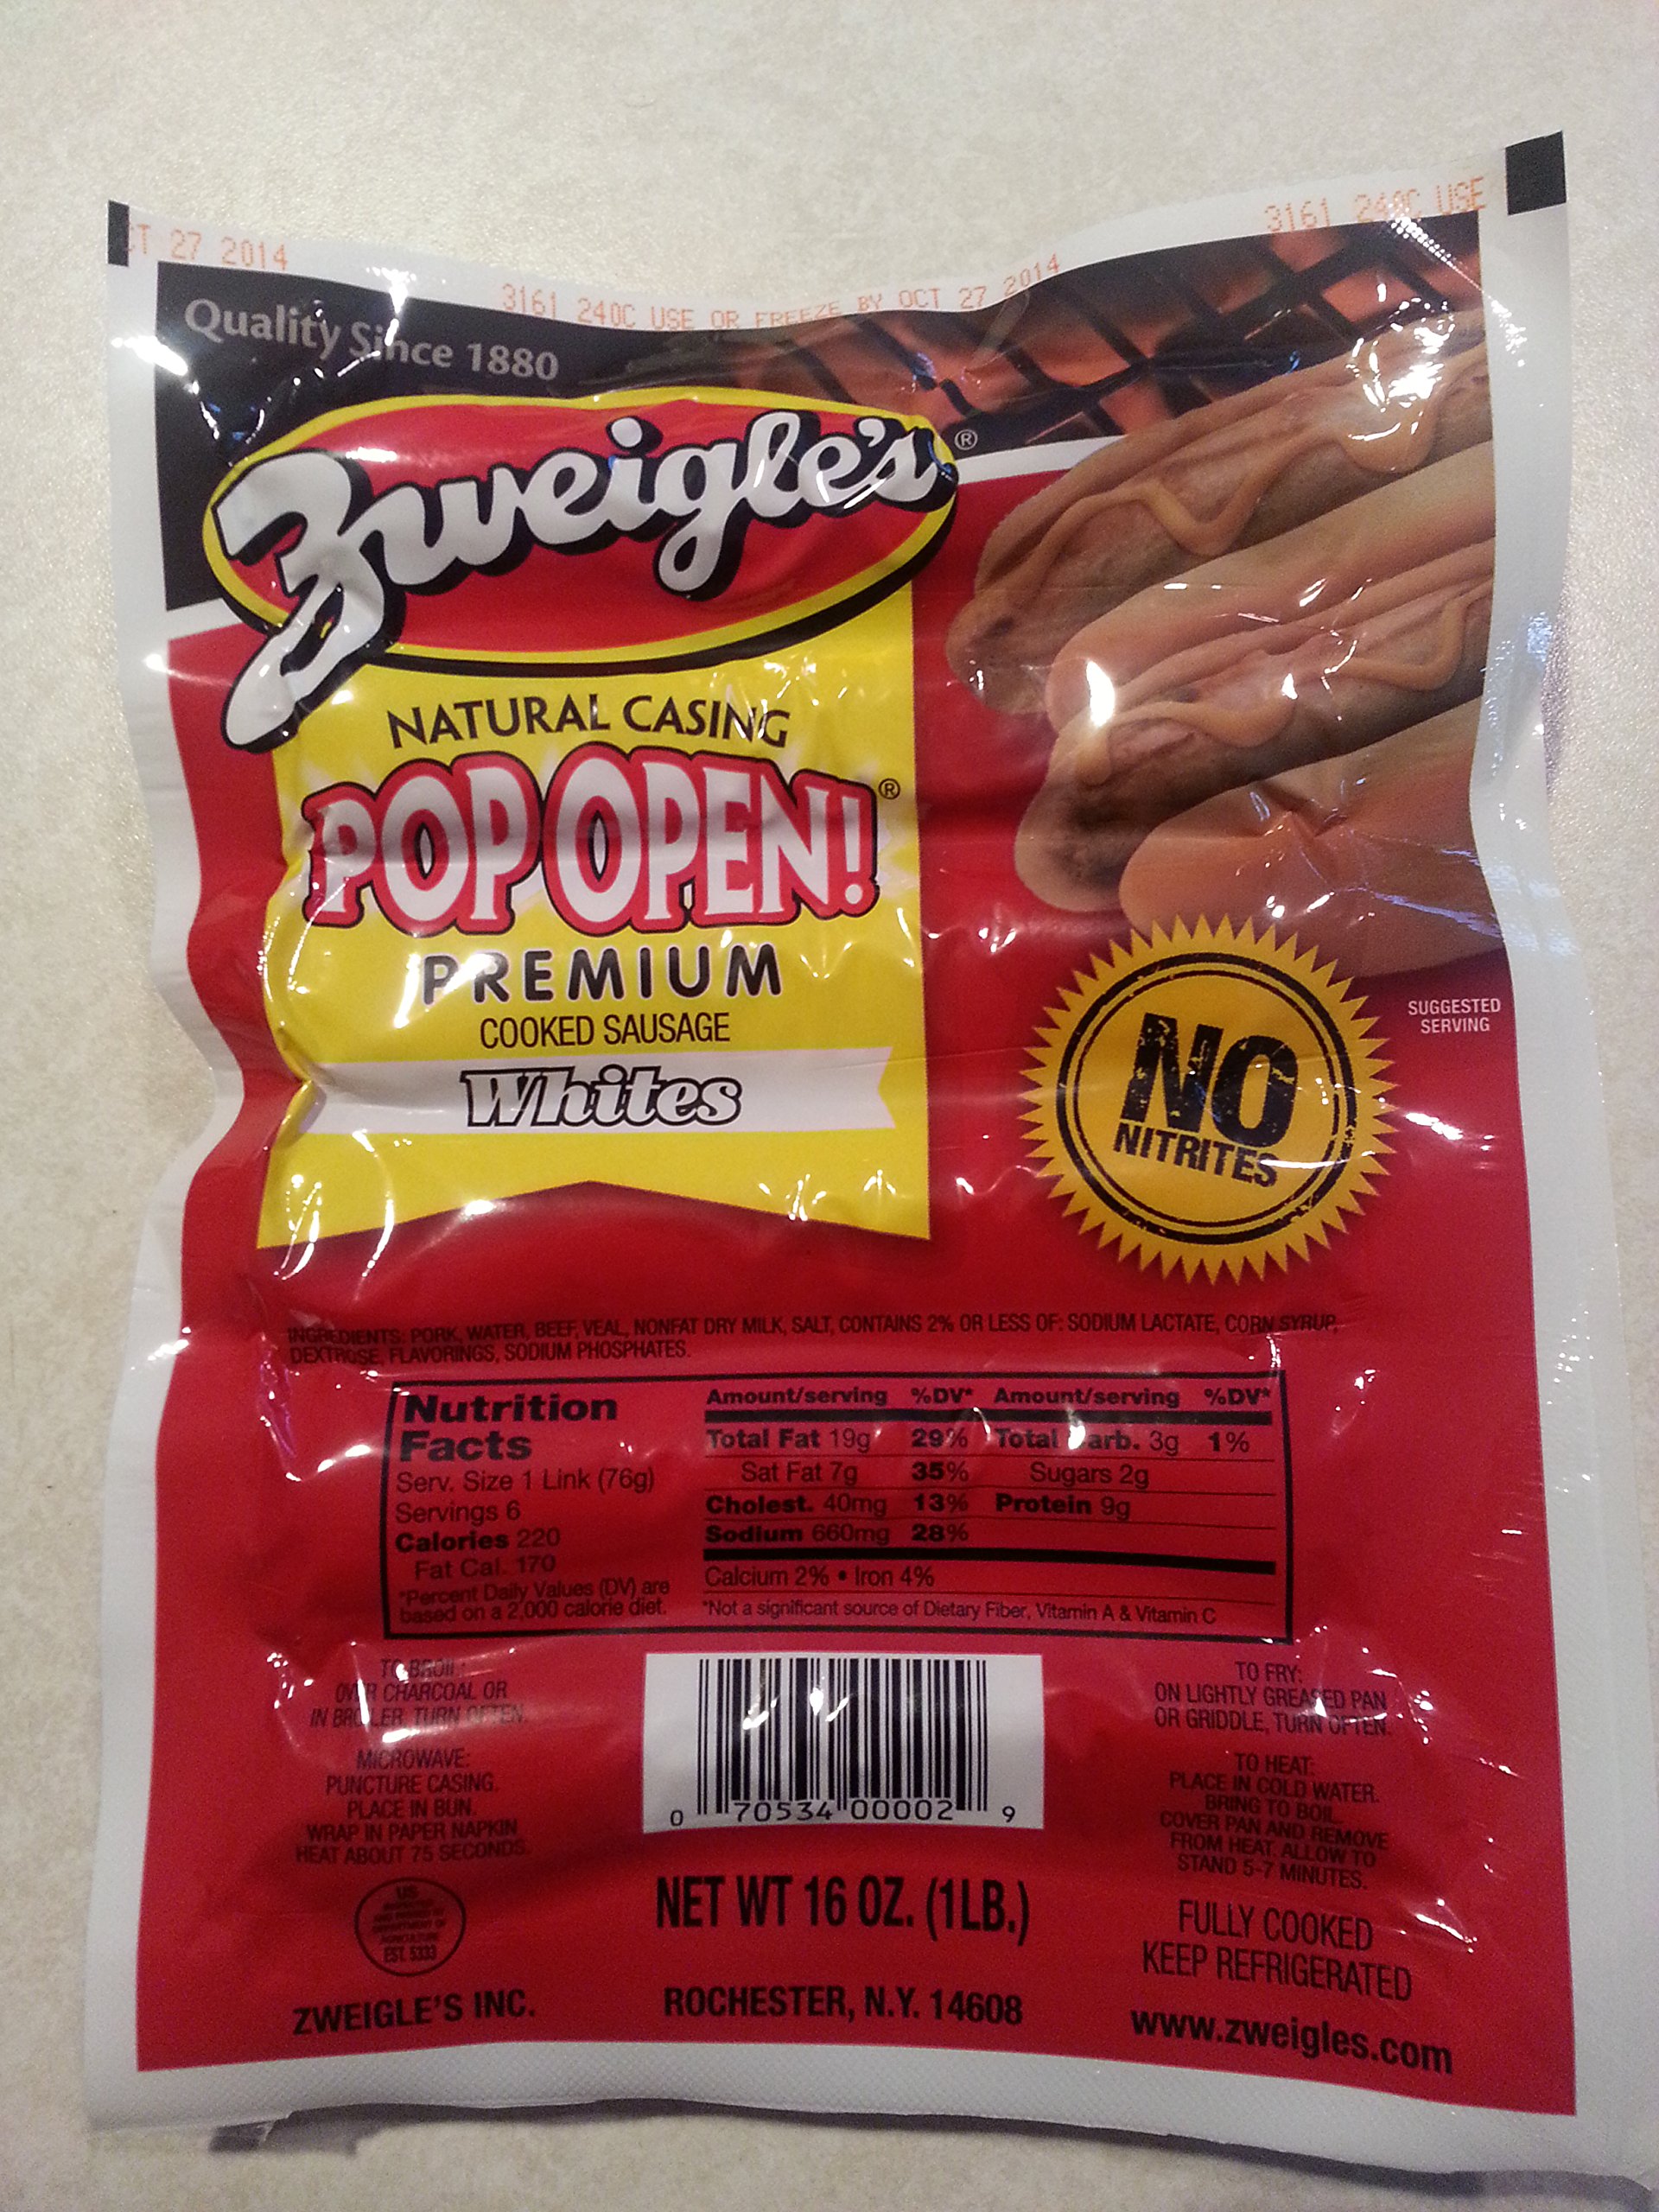 T 27 2014
3161 240C USE OR FREEZE BY OCT 27 2014
3161 240C USE
Quality Since 1880
Zweigle's®
NATURAL CASING
POP OPEN!®
PREMIUM
COOKED SAUSAGE
Whites
NO
NITRITES
SUGGESTED
SERVING
INGREDIENTS: PORK, WATER, BEEF, VEAL, NONFAT DRY MILK, SALT, CONTAINS 2% OR LESS OF: SODIUM LACTATE, CORN SYRUP,
DEXTROSE, FLAVORINGS, SODIUM PHOSPHATES.
Nutrition
Facts
Serv. Size 1 Link (76g)
Servings 6
Calories 220
Fat Cal. 170
*Percent Daily Values (DV) are
based on a 2,000 calorie diet.
Amount/serving %DV* Amount/serving %DV*
Total Fat 19g 29% Total Carb. 3g 1%
Sat Fat 7g 35% Sugars 2g
Cholest. 40mg 13% Protein 9g
Sodium 660mg 28%
Calcium 2% • Iron 4%
*Not a significant source of Dietary Fiber, Vitamin A & Vitamin C
TO BROIL:
OVER CHARCOAL OR
IN BROILER. TURN OFTEN.
MICROWAVE:
PUNCTURE CASING.
PLACE IN BUN.
WRAP IN PAPER NAPKIN
HEAT ABOUT 75 SECONDS.
0 70534 00002 9
TO FRY:
ON LIGHTLY GREASED PAN
OR GRIDDLE, TURN OFTEN.
TO HEAT:
PLACE IN COLD WATER.
BRING TO BOIL.
COVER PAN AND REMOVE
FROM HEAT. ALLOW TO
STAND 5-7 MINUTES.
US
DEPARTMENT OF
AGRICULTURE
EST. 5333
NET WT 16 OZ. (1LB.)
FULLY COOKED
KEEP REFRIGERATED
ZWEIGLE'S INC.
ROCHESTER, N.Y. 14608
www.zweigles.com